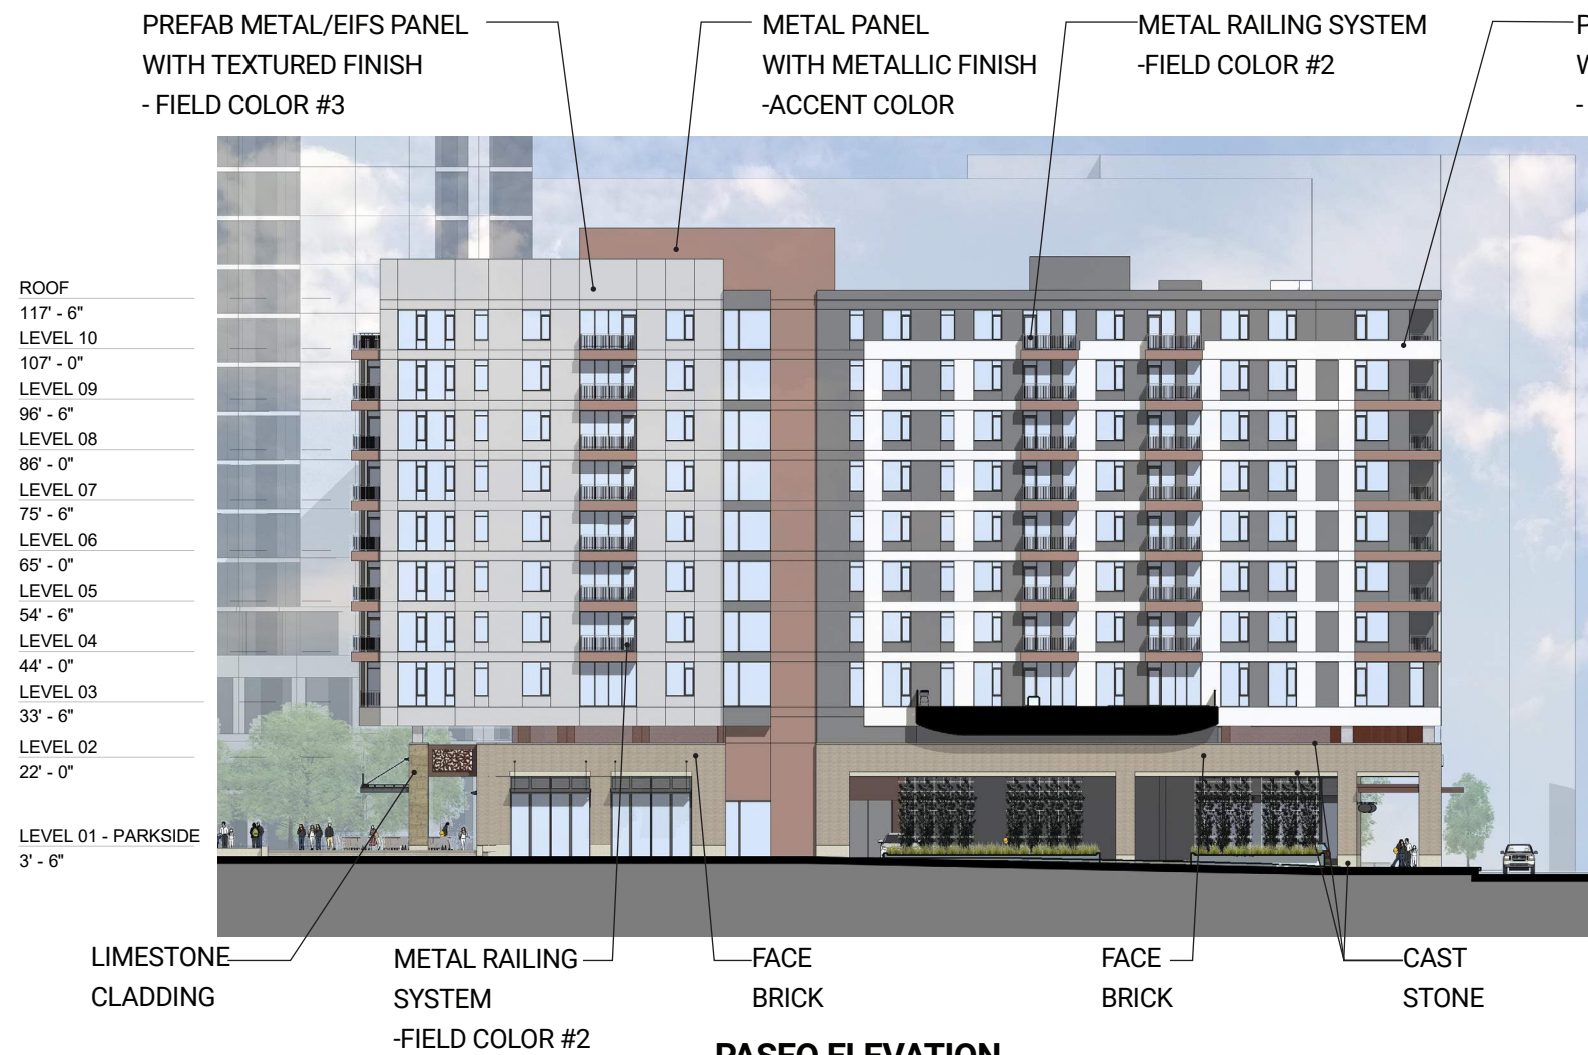 PREFAB METAL/EIFS PANEL
WITH TEXTURED FINISH
- FIELD COLOR #3
METAL PANEL
WITH METALLIC FINISH
-ACCENT COLOR
METAL RAILING SYSTEM
-FIELD COLOR #2
ROOF
117' - 6"
LEVEL 10
107' - 0"
LEVEL 09
96' - 6"
LEVEL 08
86' - 0"
LEVEL 07
75' - 6"
LEVEL 06
65' - 0"
LEVEL 05
54' - 6"
LEVEL 04
44' - 0"
LEVEL 03
33' - 6"
LEVEL 02
22' - 0"
LEVEL 01 - PARKSIDE
3' - 6"
LIMESTONE
CLADDING
METAL RAILING
SYSTEM
-FIELD COLOR #2
FACE
BRICK
FACE
BRICK
CAST
STONE
PASEO ELEVATION